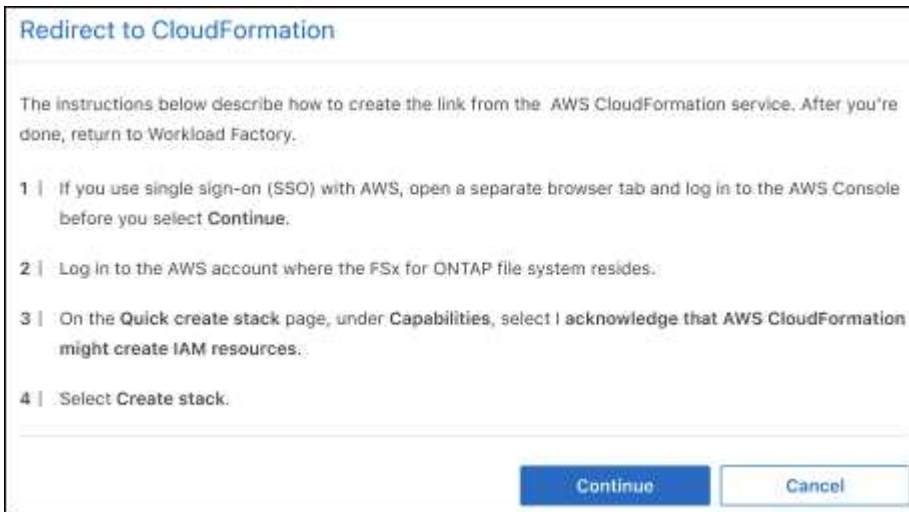 Redirect to CloudFormation
The instructions below describe how to create the link from the AWS CloudFormation service. After you're
done, return to Workload Factory.
1 | If you use single sign-on (SSO) with AWS, open a separate browser tab and log in to the AWS Console
before you select Continue.
2 | Log in to the AWS account where the FSx for ONTAP file system resides.
3 | On the Quick create stack page, under Capabilities, select I acknowledge that AWS CloudFormation
might create IAM resources.
4 | Select Create stack.
Continue Cancel